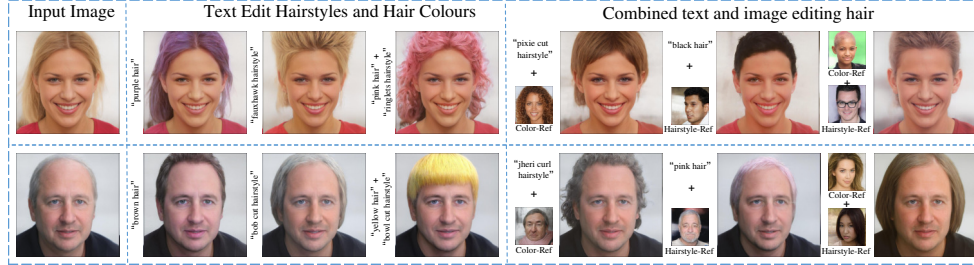 Input Image
Text Edit Hairstyles and Hair Colours
Combined text and image editing hair
"purple hair"
"fauxhawk hairstyle"
"pink hair" +
"ringlets hairstyle"
"pixie cut
hairstyle"
+
Color-Ref
"black hair"
+
Hairstyle-Ref
Color-Ref
+
Hairstyle-Ref
"brown hair"
"bob cut hairstyle"
"yellow hair" +
"bowl cut hairstyle"
"jheri curl
hairstyle"
+
Color-Ref
"pink hair"
+
Hairstyle-Ref
Color-Ref
+
Hairstyle-Ref